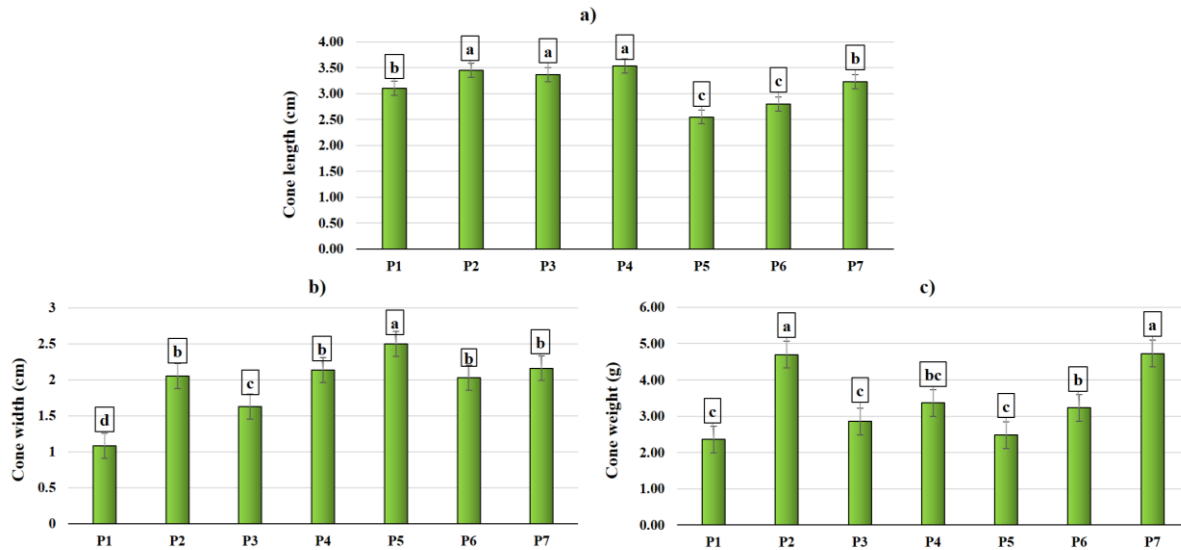 a)
Cone length (cm)
4.00
3.50
3.00
2.50
2.00
1.50
1.00
0.50
0.00
b
a
a
a
c
c
b
P1 P2 P3 P4 P5 P6 P7
b)
Cone width (cm)
3
2.5
2
1.5
1
0.5
0
d
b
c
b
a
b
b
P1 P2 P3 P4 P5 P6 P7
c)
Cone weight (g)
6.00
5.00
4.00
3.00
2.00
1.00
0.00
c
a
c
bc
c
b
a
P1 P2 P3 P4 P5 P6 P7